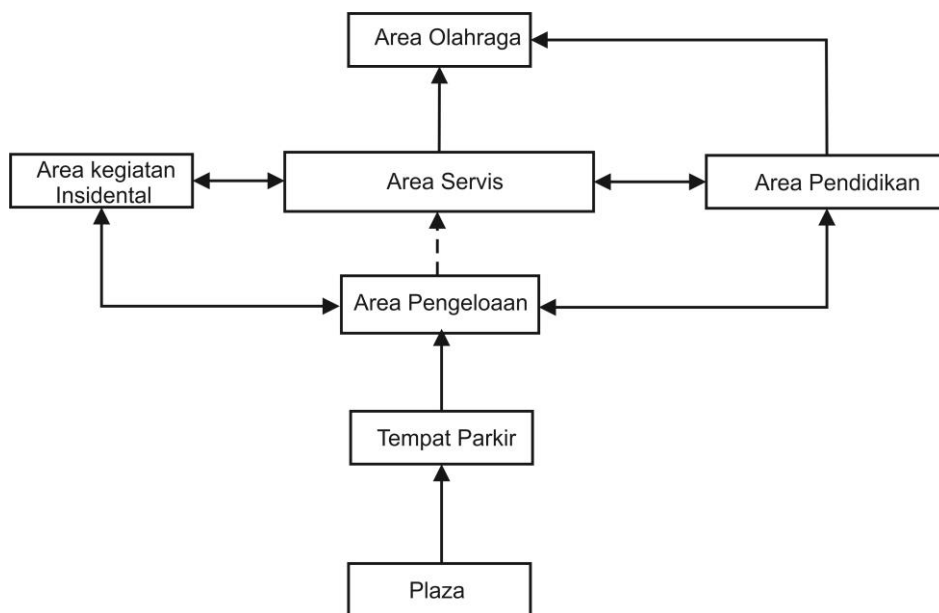 Area Olahraga
Area kegiatan
Insidental
Area Servis
Area Pendidikan
Area Pengeloaan
Tempat Parkir
Plaza